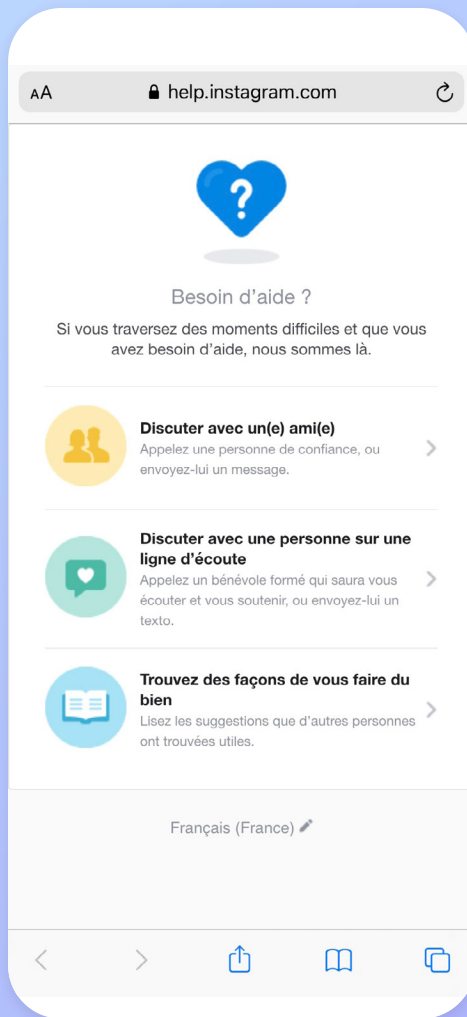 AA help.instagram.com
?
Besoin d’aide ?
Si vous traversez des moments difficiles et que vous
avez besoin d’aide, nous sommes là.
Discuter avec un(e) ami(e)
Appelez une personne de confiance, ou
envoyez-lui un message.
Discuter avec une personne sur une
ligne d’écoute
Appelez un bénévole formé qui saura vous
écouter et vous soutenir, ou envoyez-lui un
texto.
Trouvez des façons de vous faire du
bien
Lisez les suggestions que d’autres personnes
ont trouvées utiles.
Français (France)